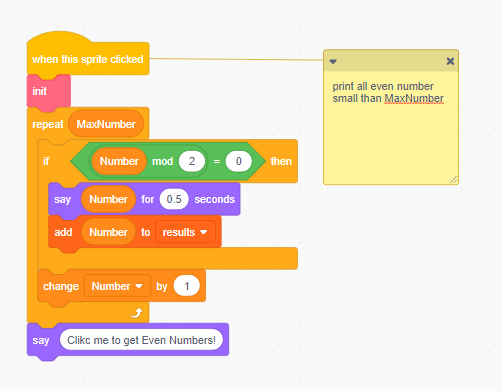 when this sprite clicked
init
repeat MaxNumber
if Number mod 2 = 0 then
say Number for 0.5 seconds
add Number to results
change Number by 1
say Clikc me to get Even Numbers!
print all even number
small than MaxNumber